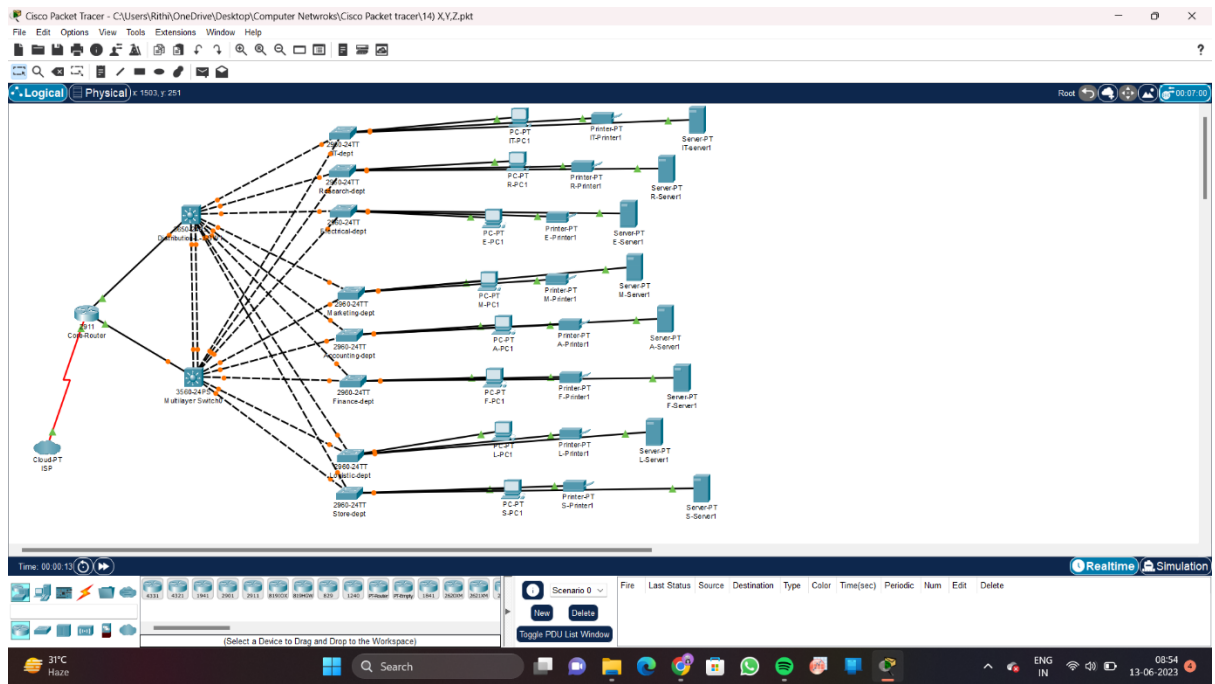 Cisco Packet Tracer - C:\Users\Rithi\OneDrive\Desktop\Computer Netwroks\Cisco Packet tracer\14) X,Y,Z.pkt
File Edit Options View Tools Extensions Window Help
?
Logical Physical x: 1503, y: 251
Root 00:07:00
2960-24TT
IT-dept
PC-PT
IT-PC1
Printer-PT
IT-Printer1
Server-PT
IT-server1
2960-24TT
Research-dept
PC-PT
R-PC1
Printer-PT
R-Printer1
Server-PT
R-Server1
2960-24TT
Electrical-dept
PC-PT
E-PC1
Printer-PT
E-Printer1
Server-PT
E-Server1
2960-24TT
Marketing-dept
PC-PT
M-PC1
Printer-PT
M-Printer1
Server-PT
M-Server1
2911
Core-Router
2960-24TT
Accounting-dept
PC-PT
A-PC1
Printer-PT
A-Printer1
Server-PT
A-Server1
3560-24PS
Multilayer Switch0
2960-24TT
Finance-dept
PC-PT
F-PC1
Printer-PT
F-Printer1
Server-PT
F-Server1
Cloud-PT
ISP
2960-24TT
Logistic-dept
PC-PT
L-PC1
Printer-PT
L-Printer1
Server-PT
L-Server1
2960-24TT
Store-dept
PC-PT
S-PC1
Printer-PT
S-Printer1
Server-PT
S-Server1
Time: 00:00:13
Realtime Simulation
4331 4321 1941 2901 2911 819IOX 819HGW 829 1240 PT-Router PT-Empty 1841 2620XM 2621XM
(Select a Device to Drag and Drop to the Workspace)
Scenario 0
New Delete
Toggle PDU List Window
Fire Last Status Source Destination Type Color Time(sec) Periodic Num Edit Delete
31°C
Haze
Search
ENG
IN
08:54
13-06-2023
4